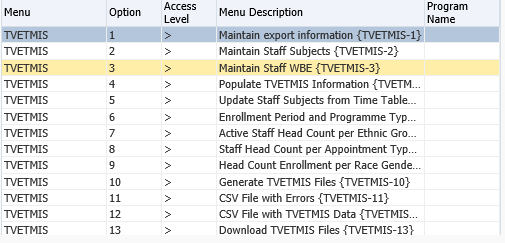 Menu Option Access Level Menu Description Program Name
TVETMIS 1 > Maintain export information {TVETMIS-1}
TVETMIS 2 > Maintain Staff Subjects {TVETMIS-2}
TVETMIS 3 > Maintain Staff WBE {TVETMIS-3}
TVETMIS 4 > Populate TVETMIS Information {TVET...
TVETMIS 5 > Update Staff Subjects from Time Table...
TVETMIS 6 > Enrollment Period and Programme Typ...
TVETMIS 7 > Active Staff Head Count per Ethnic Gro...
TVETMIS 8 > Staff Head Count per Appointment Typ...
TVETMIS 9 > Head Count Enrollment per Race Gende...
TVETMIS 10 > Generate TVETMIS Files {TVETMIS-10}
TVETMIS 11 > CSV File with Errors {TVETMIS-11}
TVETMIS 12 > CSV File with TVETMIS Data {TVETMIS...
TVETMIS 13 > Download TVETMIS Files {TVETMIS-13}